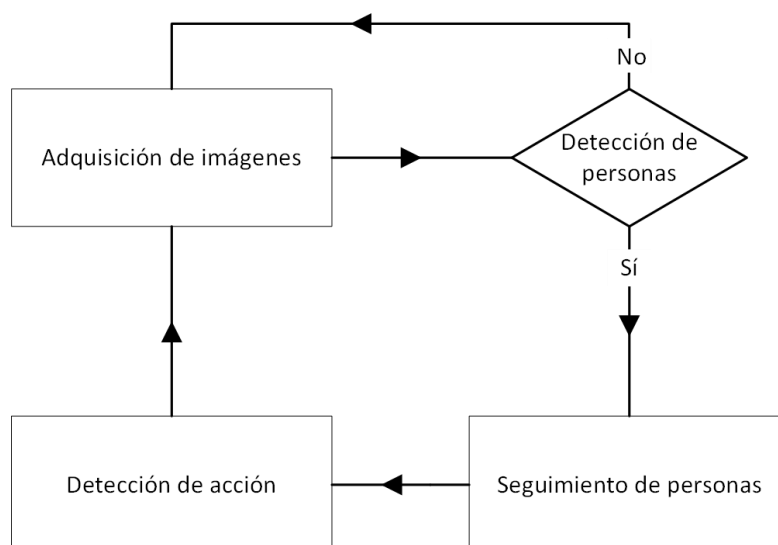 No
Adquisición de imágenes
Detección de
personas
Sí
Detección de acción
Seguimiento de personas